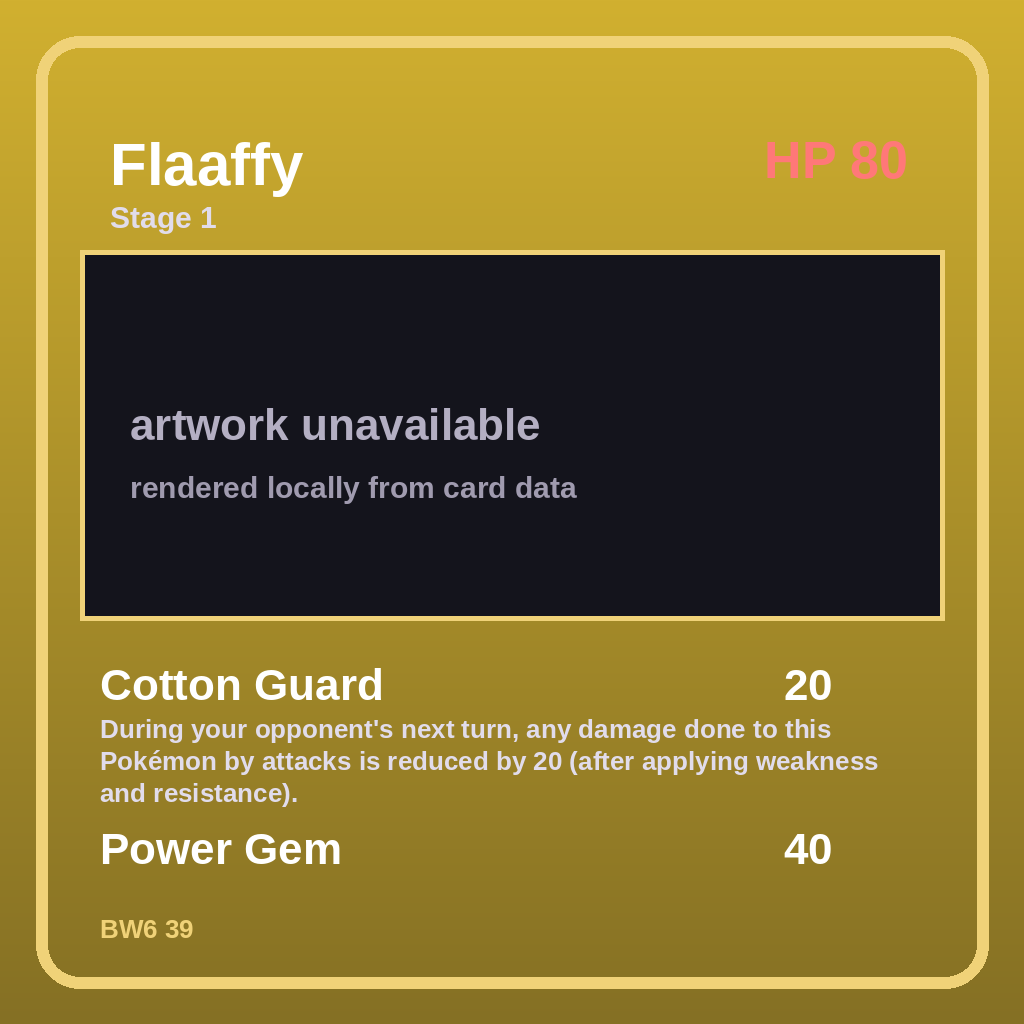 Flaaffy
HP 80
Stage 1
artwork unavailable
rendered locally from card data
Cotton Guard 20
During your opponent's next turn, any damage done to this
Pokémon by attacks is reduced by 20 (after applying weakness
and resistance).
Power Gem 40
BW6 39